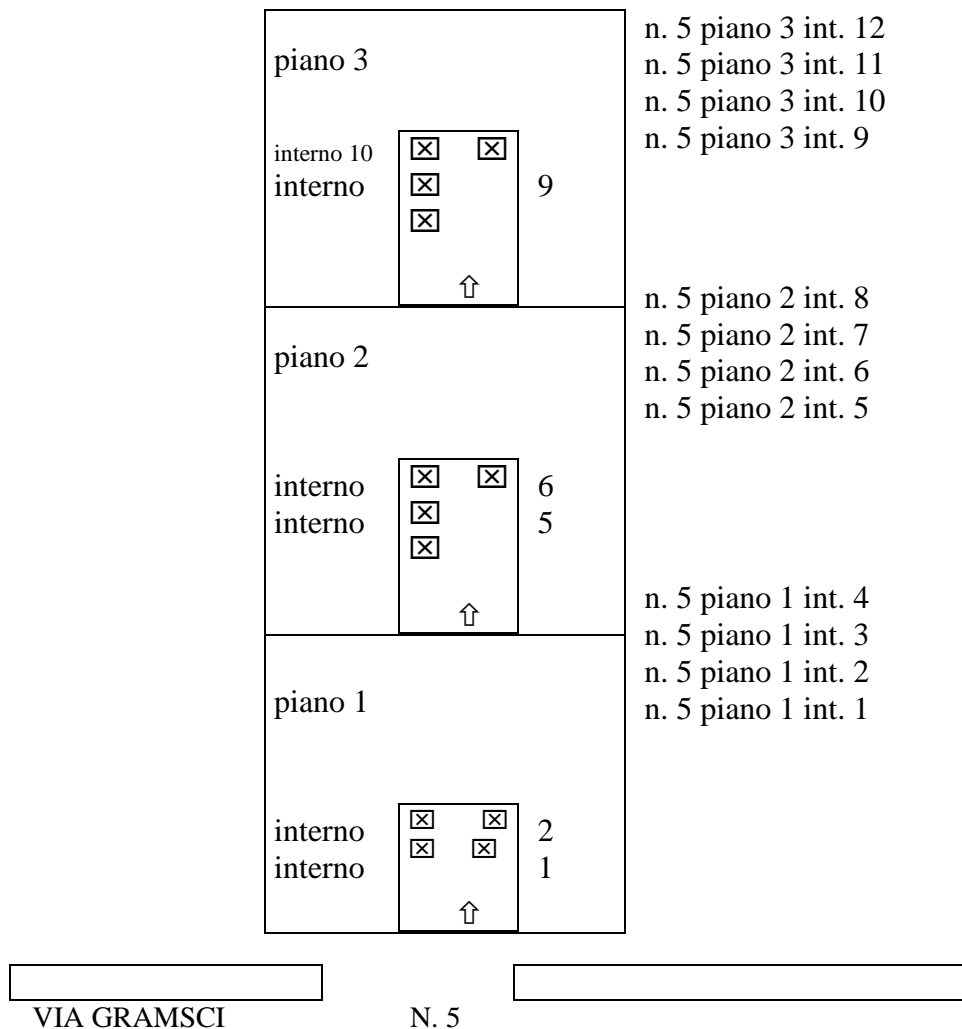 n. 5 piano 3 int. 12
piano 3
n. 5 piano 3 int. 11
n. 5 piano 3 int. 10
n. 5 piano 3 int. 9
interno 10
interno 9
n. 5 piano 2 int. 8
n. 5 piano 2 int. 7
piano 2
n. 5 piano 2 int. 6
n. 5 piano 2 int. 5
interno 6
interno 5
n. 5 piano 1 int. 4
n. 5 piano 1 int. 3
n. 5 piano 1 int. 2
piano 1
n. 5 piano 1 int. 1
interno 2
interno 1
VIA GRAMSCI N. 5